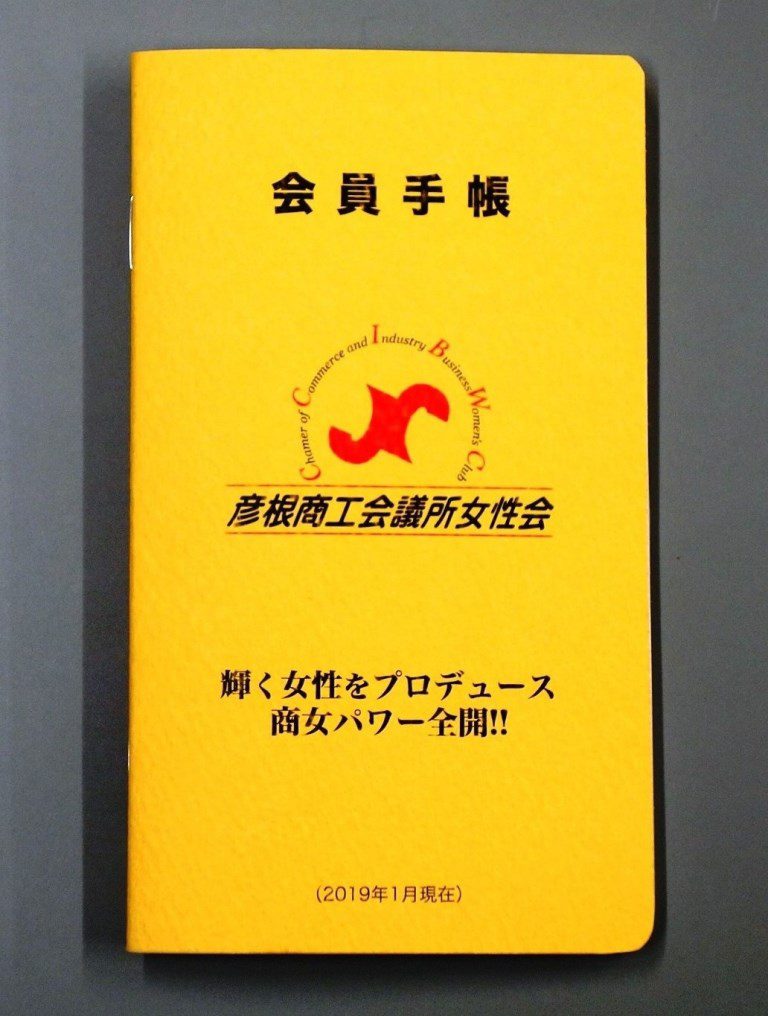 会員手帳
Chamer of Commerce and Industry Business Women's Club
彦根商工会議所女性会
輝く女性をプロデュース
商女パワー全開!!
(2019年1月現在)